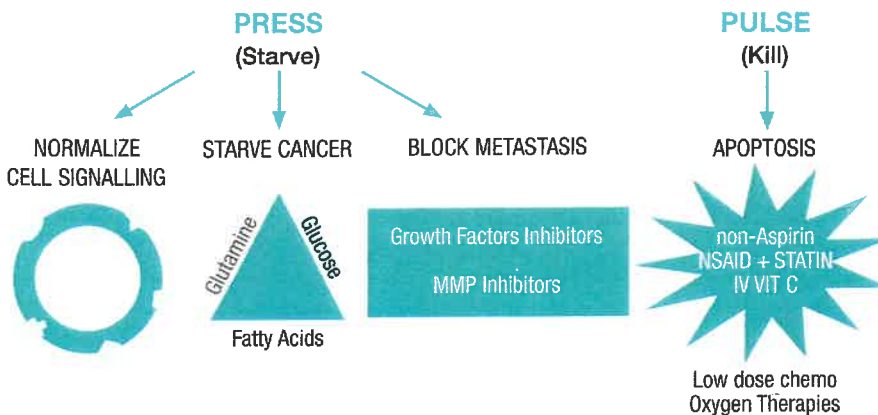 PRESS
(Starve)
PULSE
(Kill)
NORMALIZE
CELL SIGNALLING
STARVE CANCER
BLOCK METASTASIS
APOPTOSIS
Glutamine
Glucose
Fatty Acids
Growth Factors Inhibitors
MMP Inhibitors
non-Aspirin
NSAID + STATIN
IV VIT C
Low dose chemo
Oxygen Therapies